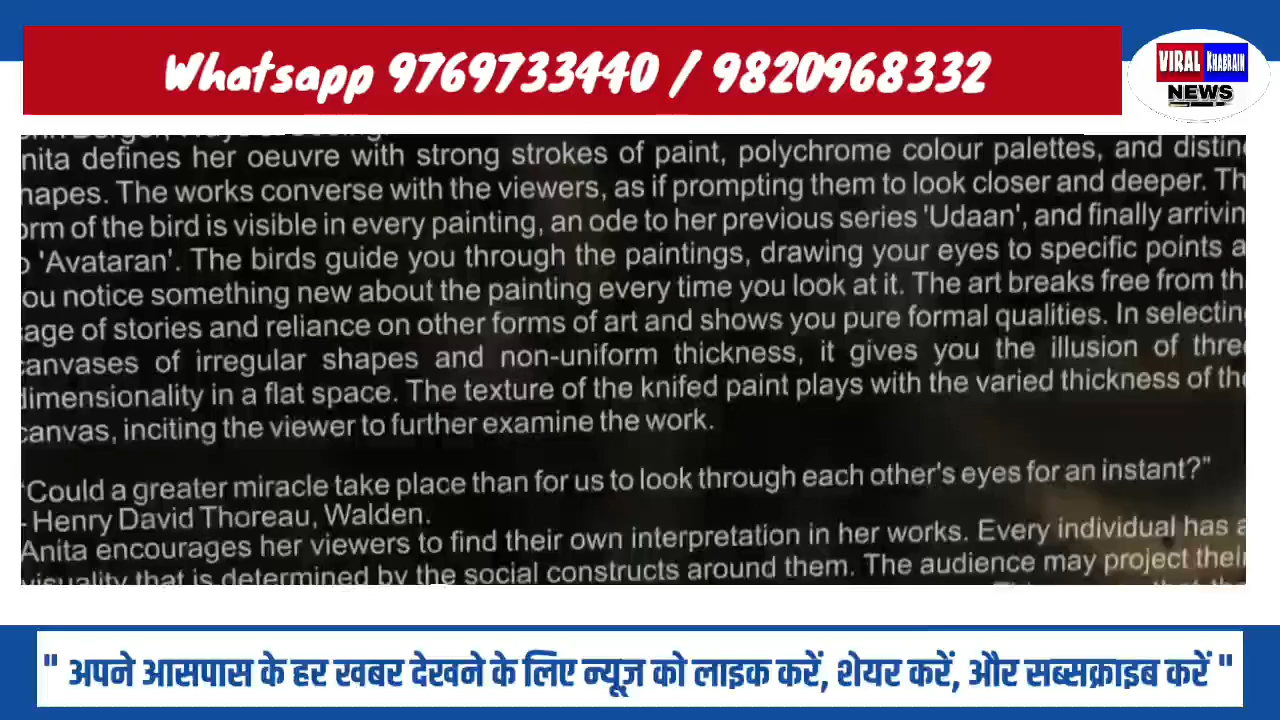 Whatsapp 9769733440 / 9820968332
VIRAL KHABRAIN
NEWS
nita defines her oeuvre with strong strokes of paint, polychrome colour palettes, and distin
hapes. The works converse with the viewers, as if prompting them to look closer and deeper. Th
orm of the bird is visible in every painting, an ode to her previous series 'Udaan', and finally arrivin
o 'Avataran'. The birds guide you through the paintings, drawing your eyes to specific points a
ou notice something new about the painting every time you look at it. The art breaks free from th
age of stories and reliance on other forms of art and shows you pure formal qualities. In selectin
canvases of irregular shapes and non-uniform thickness, it gives you the illusion of three
dimensionality in a flat space. The texture of the knifed paint plays with the varied thickness of the
canvas, inciting the viewer to further examine the work.
"Could a greater miracle take place than for us to look through each other's eyes for an instant?"
- Henry David Thoreau, Walden.
Anita encourages her viewers to find their own interpretation in her works. Every individual has a
visuality that is determined by the social constructs around them. The audience may project their
" अपने आसपास के हर खबर देखने के लिए न्यूज़ को लाइक करें, शेयर करें, और सब्सक्राइब करें "